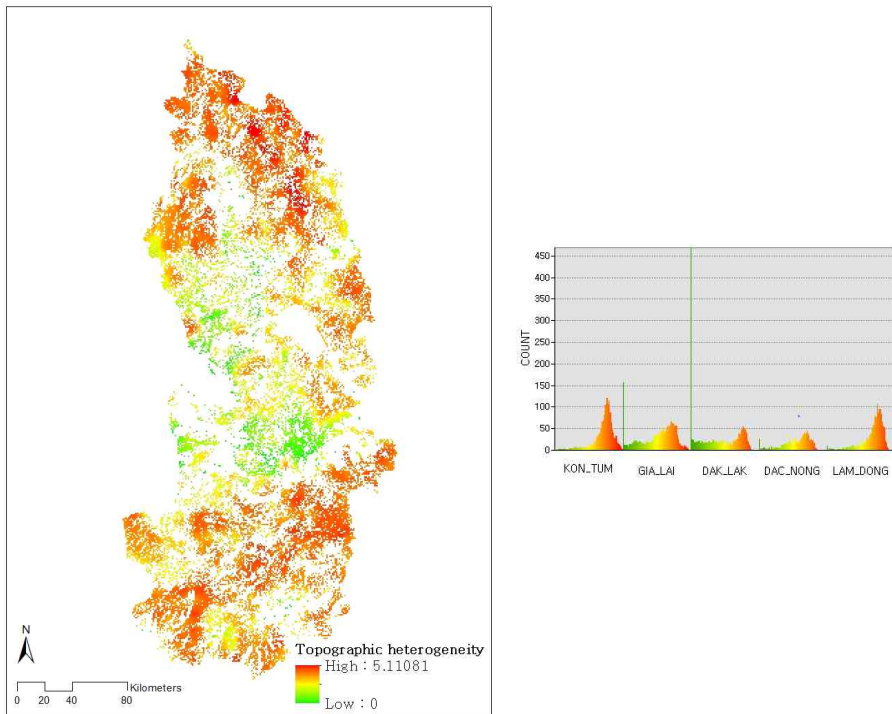 N
0 20 40 80
Kilometers
Topographic heterogeneity
High : 5.11081
Low : 0
COUNT
450
400
350
300
250
200
150
100
50
0
KON_TUM GIA_LAI DAK_LAK DAC_NONG LAM_DONG